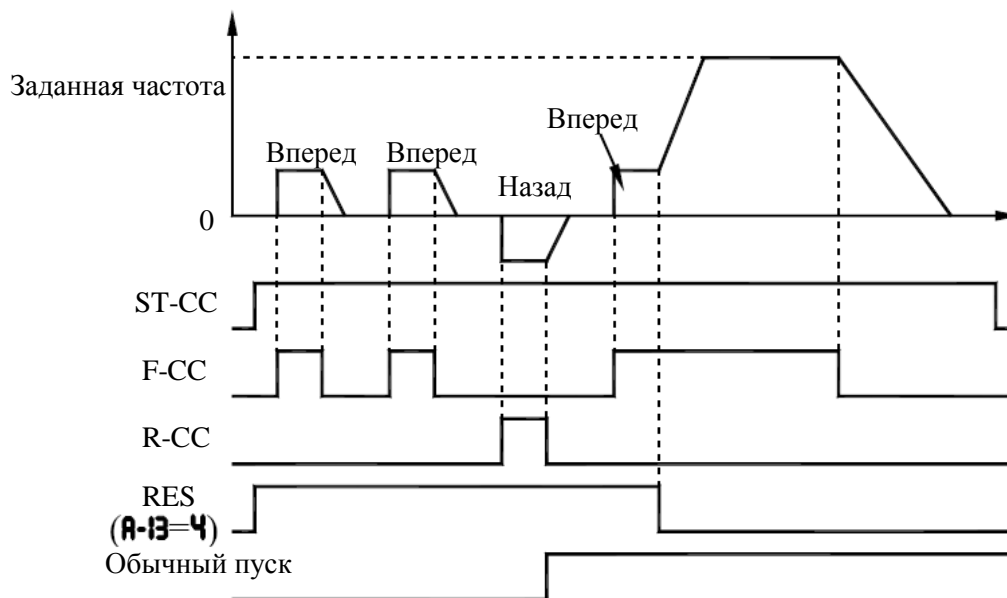 Заданная частота
Вперед
Вперед
Назад
Вперед
0
ST-CC
F-CC
R-CC
RES
(A-13=4)
Обычный пуск